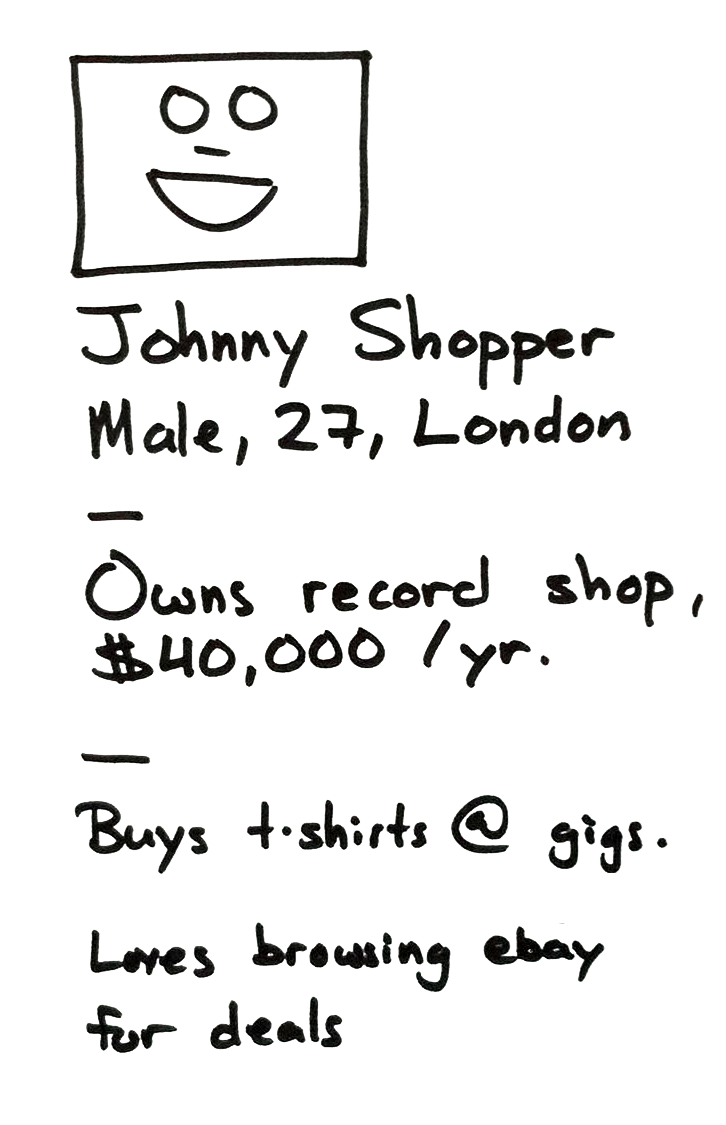 Johnny Shopper
Male, 27, London
—
Owns record shop,
$40,000 /yr.
—
Buys t-shirts @ gigs.
Loves browsing ebay
for deals